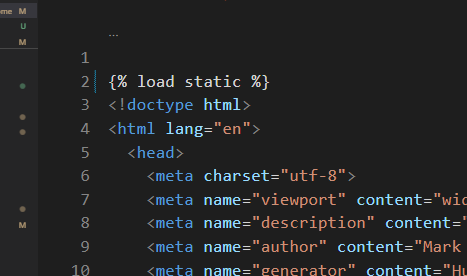 ome M
U
M
M
...
1
2 {% load static %}
3 <!doctype html>
4 <html lang="en">
5 <head>
6 <meta charset="utf-8">
7 <meta name="viewport" content="wid
8 <meta name="description" content="
9 <meta name="author" content="Mark
10 <meta name="generator" content="Hu